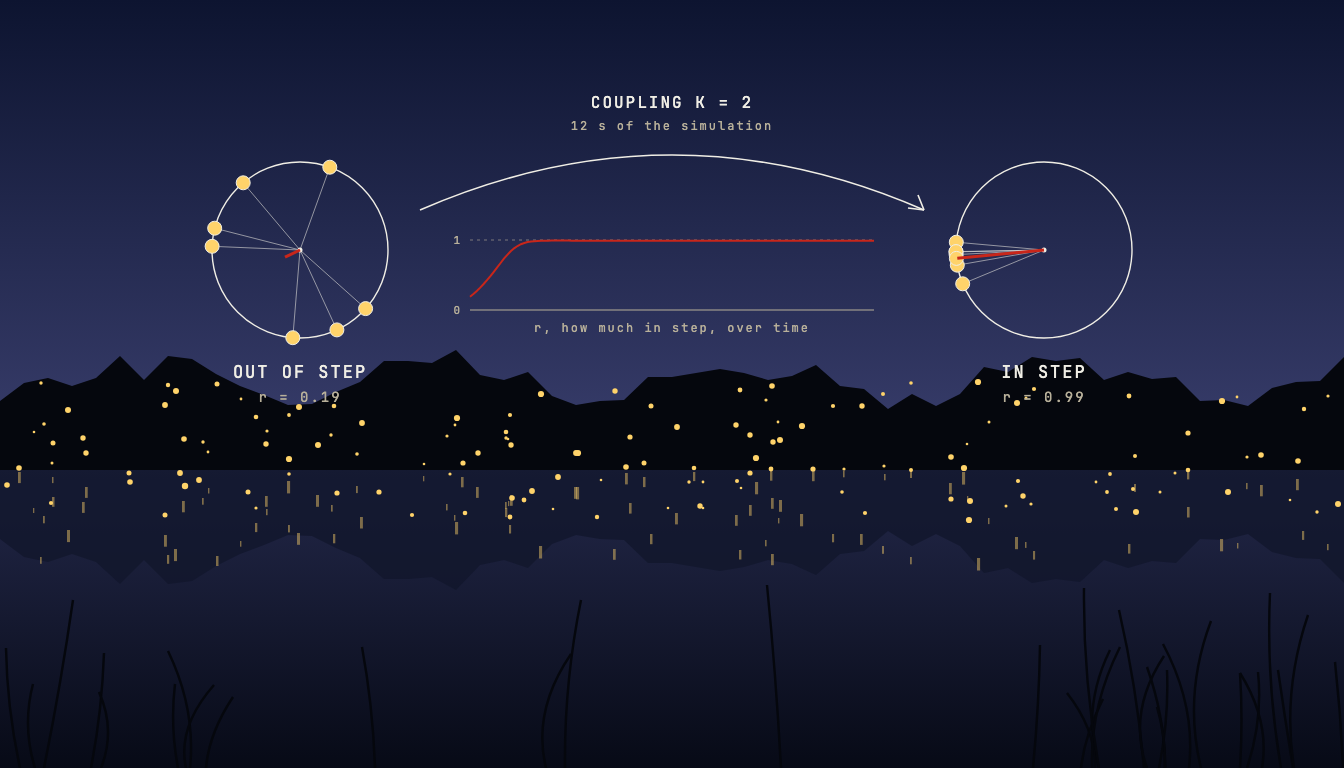 COUPLING K = 2
12 s of the simulation
1
0
r, how much in step, over time
OUT OF STEP
r = 0.19
IN STEP
r = 0.99